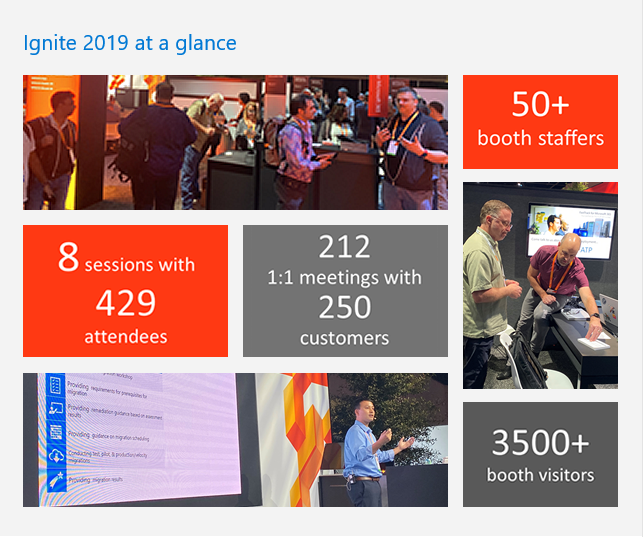 Ignite 2019 at a glance
50+
booth staffers
8 sessions with
429
attendees
212
1:1 meetings with
250
customers
ATP
Providing requirements for prerequisites for
migration
Providing remediation guidance based on assessment
results
Providing guidance on migration scheduling
Conducting test, pilot, & production/velocity
migrations
Providing migration results
3500+
booth visitors